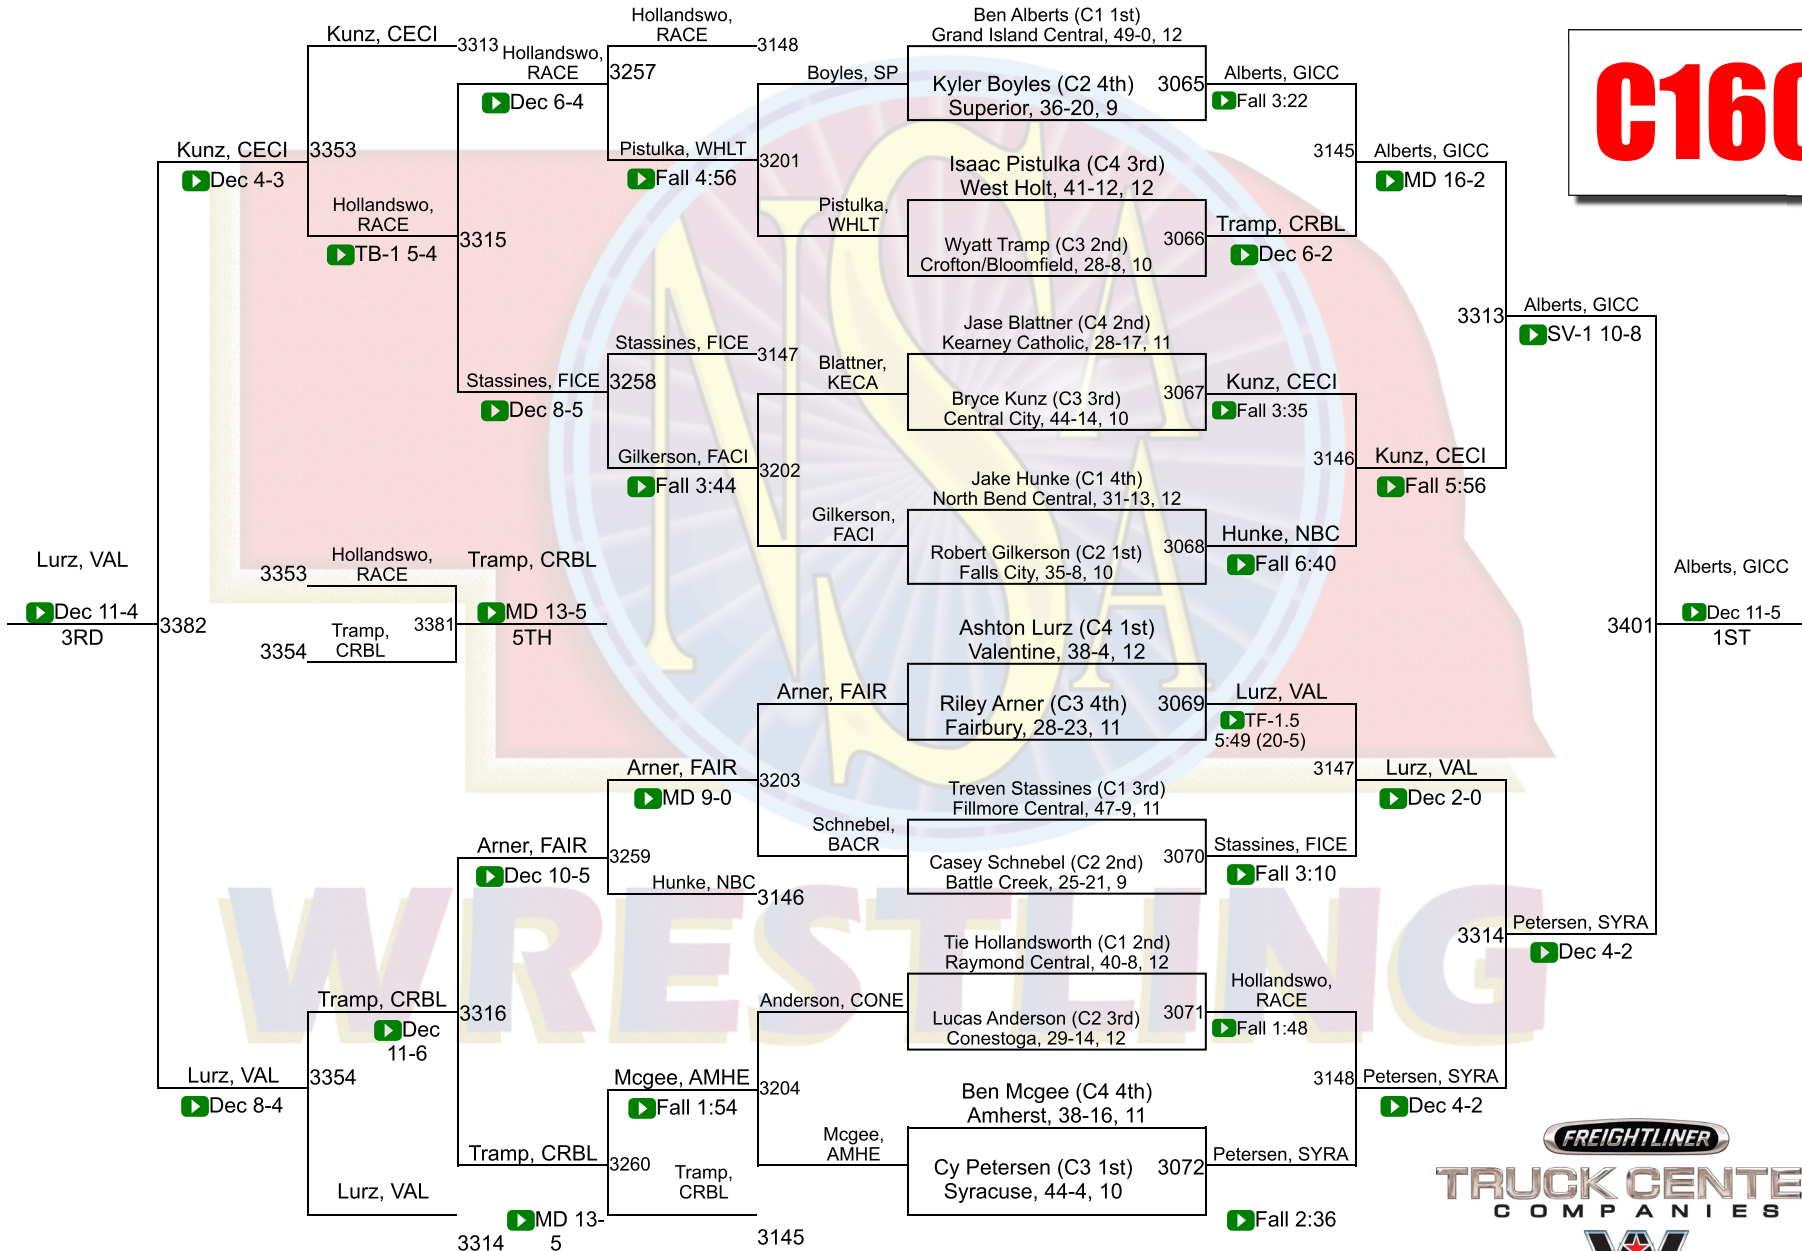 Kunz, CECI
3313
Hollandswo,
RACE
3257
Dec 6-4
Hollandswo,
RACE
3148
Boyles, SP
Pistulka, WHLT
Fall 4:56
3201
Pistulka,
WHLT
Kunz, CECI
Dec 4-3
3353
Hollandswo,
RACE
TB-1 5-4
3315
Stassines, FICE
3147
Stassines, FICE
Dec 8-5
3258
Blattner,
KECA
Gilkerson, FACI
Fall 3:44
3202
Gilkerson,
FACI
Ben Alberts (C1 1st)
Grand Island Central, 49-0, 12
Kyler Boyles (C2 4th)
Superior, 36-20, 9
3065
Alberts, GICC
Fall 3:22
Isaac Pistulka (C4 3rd)
West Holt, 41-12, 12
Wyatt Tramp (C3 2nd)
Crofton/Bloomfield, 28-8, 10
3066
Tramp, CRBL
Dec 6-2
3145
Alberts, GICC
MD 16-2
Jase Blattner (C4 2nd)
Kearney Catholic, 28-17, 11
Bryce Kunz (C3 3rd)
Central City, 44-14, 10
3067
Kunz, CECI
Fall 3:35
Jake Hunke (C1 4th)
North Bend Central, 31-13, 12
Robert Gilkerson (C2 1st)
Falls City, 35-8, 10
3068
Hunke, NBC
Fall 6:40
3146
Kunz, CECI
Fall 5:56
3313
Alberts, GICC
SV-1 10-8
Lurz, VAL
Dec 11-4
3RD
3382
3353
Hollandswo,
RACE
3354
Tramp,
CRBL
3381
Tramp, CRBL
MD 13-5
5TH
3401
Alberts, GICC
Dec 11-5
1ST
Ashton Lurz (C4 1st)
Valentine, 38-4, 12
Riley Arner (C3 4th)
Fairbury, 28-23, 11
3069
Lurz, VAL
TF-1.5
5:49 (20-5)
Arner, FAIR
Arner, FAIR
MD 9-0
3203
Treven Stassines (C1 3rd)
Fillmore Central, 47-9, 11
Casey Schnebel (C2 2nd)
Battle Creek, 25-21, 9
3070
Stassines, FICE
Fall 3:10
3147
Lurz, VAL
Dec 2-0
Schnebel,
BACR
Arner, FAIR
Dec 10-5
3259
Hunke, NBC
3146
Tie Hollandsworth (C1 2nd)
Raymond Central, 40-8, 12
Lucas Anderson (C2 3rd)
Conestoga, 29-14, 12
3071
Hollandswo,
RACE
Fall 1:48
Anderson, CONE
3314
Petersen, SYRA
Dec 4-2
Tramp, CRBL
Dec
11-6
3316
Lurz, VAL
Dec 8-4
3354
Mcgee, AMHE
Fall 1:54
3204
Mcgee,
AMHE
Ben Mcgee (C4 4th)
Amherst, 38-16, 11
Cy Petersen (C3 1st)
Syracuse, 44-4, 10
3072
Petersen, SYRA
Fall 2:36
3148
Petersen, SYRA
Dec 4-2
Tramp, CRBL
MD 13-
5
3260
Tramp,
CRBL
3145
Lurz, VAL
3314
NSAA
WRESTLING
FREIGHTLINER
TRUCK CENTE
COMPANIES